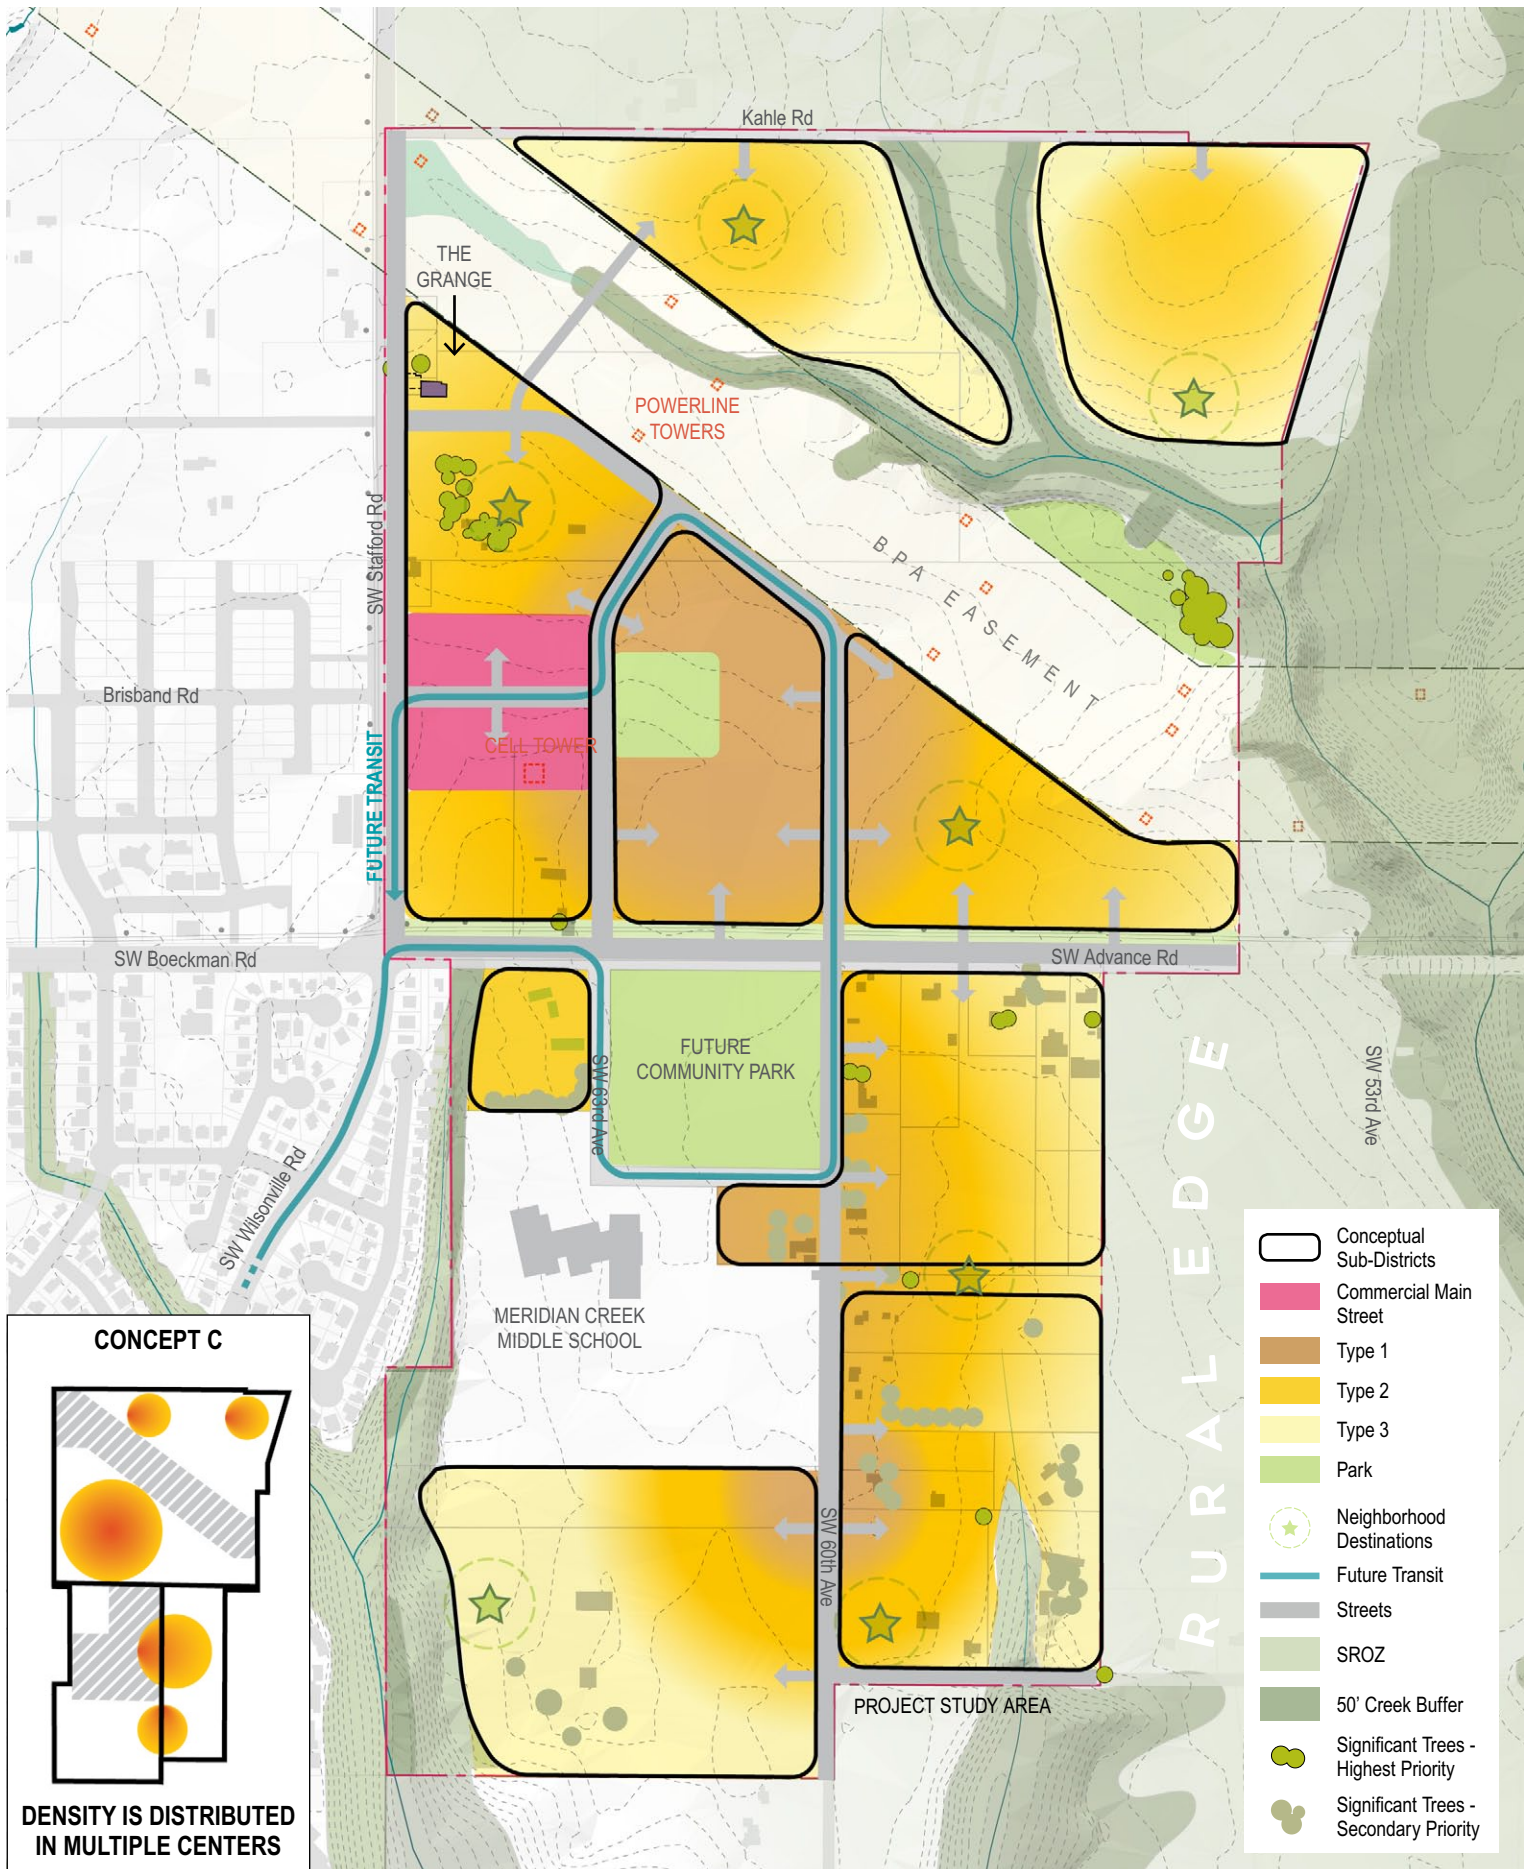 Kahle Rd
THE
GRANGE
POWERLINE
TOWERS
SW Stafford Rd
BPA EASEMENT
Brisband Rd
CELL TOWER
FUTURE TRANSIT
SW Boeckman Rd
SW Advance Rd
FUTURE
COMMUNITY PARK
SW 63rd Ave
SW 53rd Ave
RURAL EDGE
SW Wilsonville Rd
MERIDIAN CREEK
MIDDLE SCHOOL
SW 60th Ave
PROJECT STUDY AREA
CONCEPT C
DENSITY IS DISTRIBUTED
IN MULTIPLE CENTERS
Conceptual
Sub-Districts
Commercial Main
Street
Type 1
Type 2
Type 3
Park
Neighborhood
Destinations
Future Transit
Streets
SROZ
50' Creek Buffer
Significant Trees -
Highest Priority
Significant Trees -
Secondary Priority